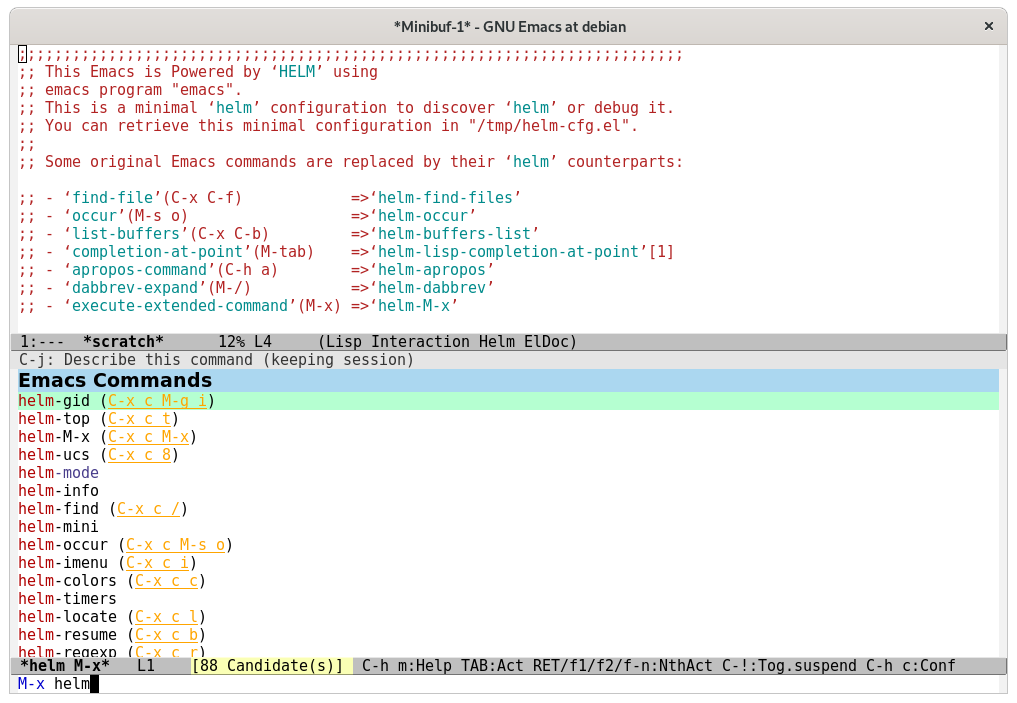 *Minibuf-1* - GNU Emacs at debian ×
;;;;;;;;;;;;;;;;;;;;;;;;;;;;;;;;;;;;;;;;;;;;;;;;;;;;;;;;;;;;;;;;;;;;;;;;;;
;; This Emacs is Powered by ‘HELM’ using
;; emacs program "emacs".
;; This is a minimal ‘helm’ configuration to discover ‘helm’ or debug it.
;; You can retrieve this minimal configuration in "/tmp/helm-cfg.el".
;;
;; Some original Emacs commands are replaced by their ‘helm’ counterparts:
;; - ‘find-file’(C-x C-f)            =>‘helm-find-files’
;; - ‘occur’(M-s o)                  =>‘helm-occur’
;; - ‘list-buffers’(C-x C-b)         =>‘helm-buffers-list’
;; - ‘completion-at-point’(M-tab)    =>‘helm-lisp-completion-at-point’[1]
;; - ‘apropos-command’(C-h a)        =>‘helm-apropos’
;; - ‘dabbrev-expand’(M-/)           =>‘helm-dabbrev’
;; - ‘execute-extended-command’(M-x) =>‘helm-M-x’
1:---  *scratch*      12% L4     (Lisp Interaction Helm ElDoc)
C-j: Describe this command (keeping session)
Emacs Commands
helm-gid (C-x c M-g i)
helm-top (C-x c t)
helm-M-x (C-x c M-x)
helm-ucs (C-x c 8)
helm-mode
helm-info
helm-find (C-x c /)
helm-mini
helm-occur (C-x c M-s o)
helm-imenu (C-x c i)
helm-colors (C-x c c)
helm-timers
helm-locate (C-x c l)
helm-resume (C-x c b)
helm-regexp (C-x c r)
*helm M-x*   L1    [88 Candidate(s)]  C-h m:Help TAB:Act RET/f1/f2/f-n:NthAct C-!:Tog.suspend C-h c:Conf
M-x helm